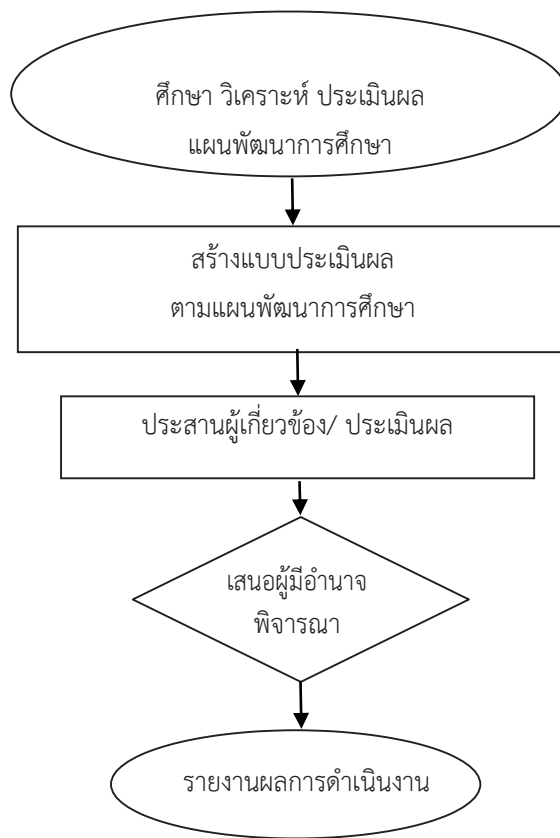 ศึกษา วิเคราะห์ ประเมินผล
แผนพัฒนาการศึกษา
สร้างแบบประเมินผล
ตามแผนพัฒนาการศึกษา
ประสานผู้เกี่ยวข้อง/ ประเมินผล
เสนอผู้มีอำนาจ
พิจารณา
รายงานผลการดำเนินงาน